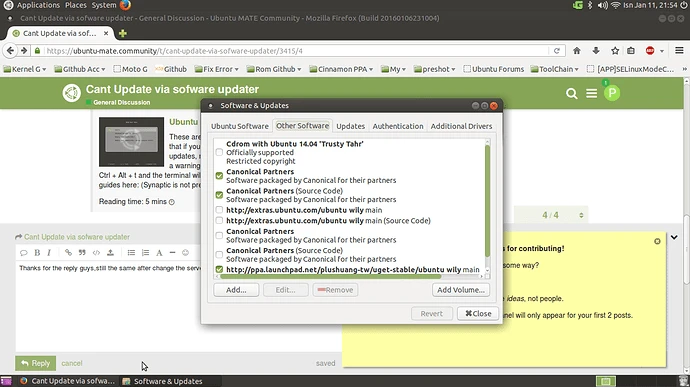 Applications Places System
Isn Jan 11, 21:54
Cant Update via sofware updater - General Discussion - Ubuntu MATE Community - Mozilla Firefox (Build 20160106231004)
Cant Update via sof...
https://ubuntu-mate.community/t/cant-update-via-sofware-updater/3415/4
Search
Kernel G Github Acc Moto G Github Fix Error Rom Github Cinnamon PPA My preshot Ubuntu Forums ToolChain [APP]SELinuxModeC...
Cant Update via sofware updater
General Discussion
P
Software & Updates
Ubuntu Software Other Software Updates Authentication Additional Drivers
Cdrom with Ubuntu 14.04 'Trusty Tahr'
Officially supported
Restricted copyright
Canonical Partners
Software packaged by Canonical for their partners
Canonical Partners (Source Code)
Software packaged by Canonical for their partners
http://extras.ubuntu.com/ubuntu wily main
http://extras.ubuntu.com/ubuntu wily main (Source Code)
Canonical Partners
Software packaged by Canonical for their partners
Canonical Partners (Source Code)
Software packaged by Canonical for their partners
http://ppa.launchpad.net/plushuang-tw/uget-stable/ubuntu wily main
Add... Edit... Remove Add Volume...
Revert Close
Ubuntu
These are
that if you
updates, r
a warning
Ctrl + Alt + t and the terminal will
guides here: (Synaptic is not pre
Reading time: 5 mins
4 / 4
Cant Update via sofware updater
Thanks for the reply guys,still the same after change the serve
s for contributing!
some way?
ideas, not people.
nel will only appear for your first 2 posts.
Reply cancel
saved
Cant Update via sofwa...
Software & Updates